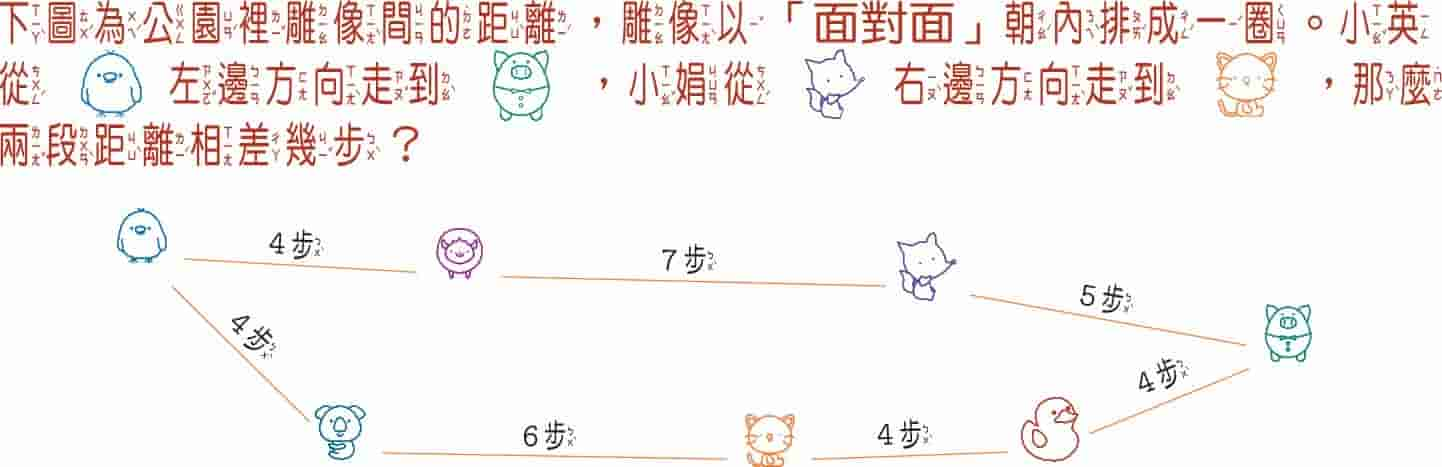 下圖為公園裡雕像間的距離，雕像以「面對面」朝內排成一圈。小英
從 左邊方向走到 ，小娟從 右邊方向走到 ，那麼
兩段距離相差幾步？
4步
7步
5步
4步
4步
6步
4步